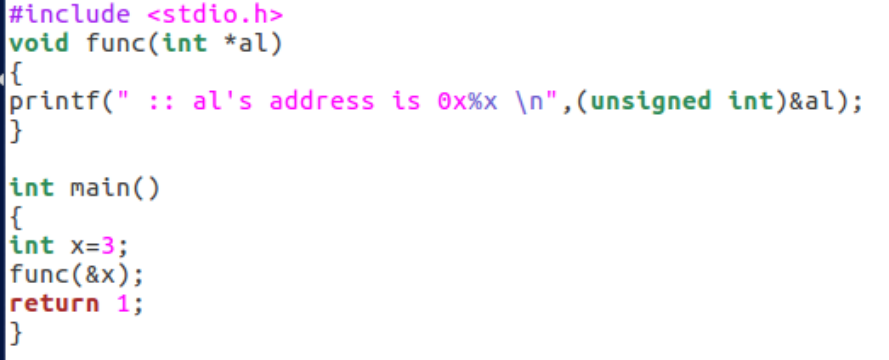 #include <stdio.h>
void func(int *al)
{
printf(" :: al's address is 0x%x \n",(unsigned int)&al);
}

int main()
{
int x=3;
func(&x);
return 1;
}